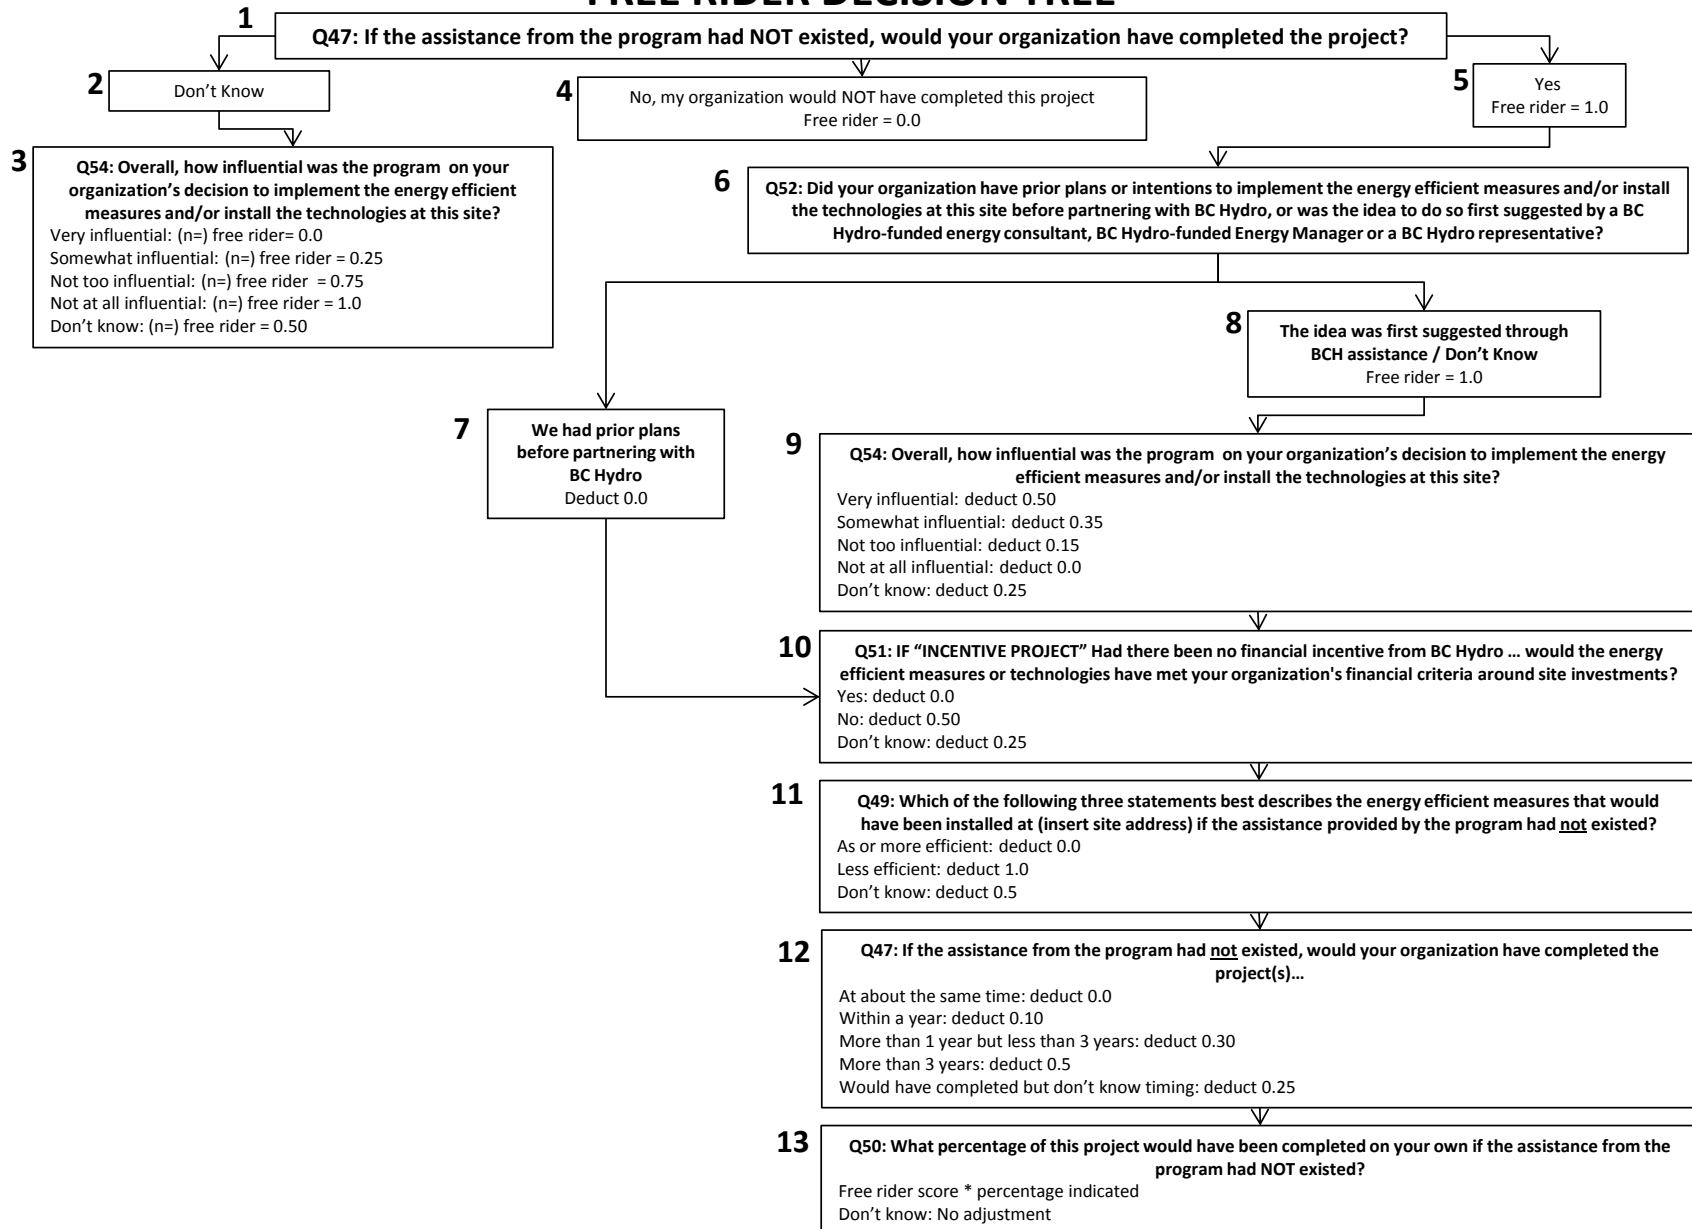 FREE RIDER DECISION TREE
1
Q47: If the assistance from the program had NOT existed, would your organization have completed the project?
2
Don't Know
4
No, my organization would NOT have completed this project
Free rider = 0.0
5
Yes
Free rider = 1.0
3
Q54: Overall, how influential was the program on your
organization's decision to implement the energy efficient
measures and/or install the technologies at this site?
Very influential: (n=) free rider= 0.0
Somewhat influential: (n=) free rider = 0.25
Not too influential: (n=) free rider = 0.75
Not at all influential: (n=) free rider = 1.0
Don't know: (n=) free rider = 0.50
6
Q52: Did your organization have prior plans or intentions to implement the energy efficient measures and/or install
the technologies at this site before partnering with BC Hydro, or was the idea to do so first suggested by a BC
Hydro-funded energy consultant, BC Hydro-funded Energy Manager or a BC Hydro representative?
8
The idea was first suggested through
BCH assistance / Don't Know
Free rider = 1.0
7
We had prior plans
before partnering with
BC Hydro
Deduct 0.0
9
Q54: Overall, how influential was the program on your organization's decision to implement the energy
efficient measures and/or install the technologies at this site?
Very influential: deduct 0.50
Somewhat influential: deduct 0.35
Not too influential: deduct 0.15
Not at all influential: deduct 0.0
Don't know: deduct 0.25
10
Q51: IF "INCENTIVE PROJECT" Had there been no financial incentive from BC Hydro … would the energy
efficient measures or technologies have met your organization's financial criteria around site investments?
Yes: deduct 0.0
No: deduct 0.50
Don't know: deduct 0.25
11
Q49: Which of the following three statements best describes the energy efficient measures that would
have been installed at (insert site address) if the assistance provided by the program had not existed?
As or more efficient: deduct 0.0
Less efficient: deduct 1.0
Don't know: deduct 0.5
12
Q47: If the assistance from the program had not existed, would your organization have completed the
project(s)…
At about the same time: deduct 0.0
Within a year: deduct 0.10
More than 1 year but less than 3 years: deduct 0.30
More than 3 years: deduct 0.5
Would have completed but don't know timing: deduct 0.25
13
Q50: What percentage of this project would have been completed on your own if the assistance from the
program had NOT existed?
Free rider score * percentage indicated
Don't know: No adjustment